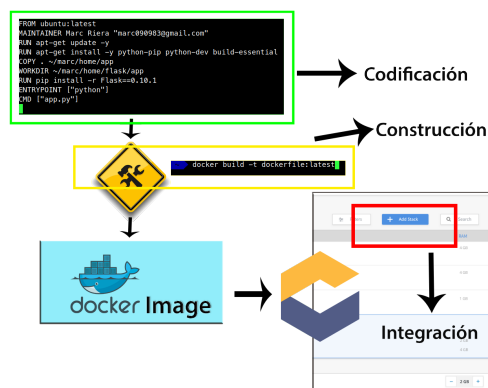 FROM ubuntu:latest
MAINTAINER Marc Riera "marc090983@gmail.com"
RUN apt-get update -y
RUN apt-get install -y python-pip python-dev build-essential
COPY . ~/marc/home/app
WORKDIR ~/marc/home/flask/app
RUN pip install -r Flask==0.10.1
ENTRYPOINT ["python"]
CMD ["app.py"]
Codificación
Construcción
docker build -t dockerfile:latest
Add Stack
Search
docker Image
Integración
2 GB